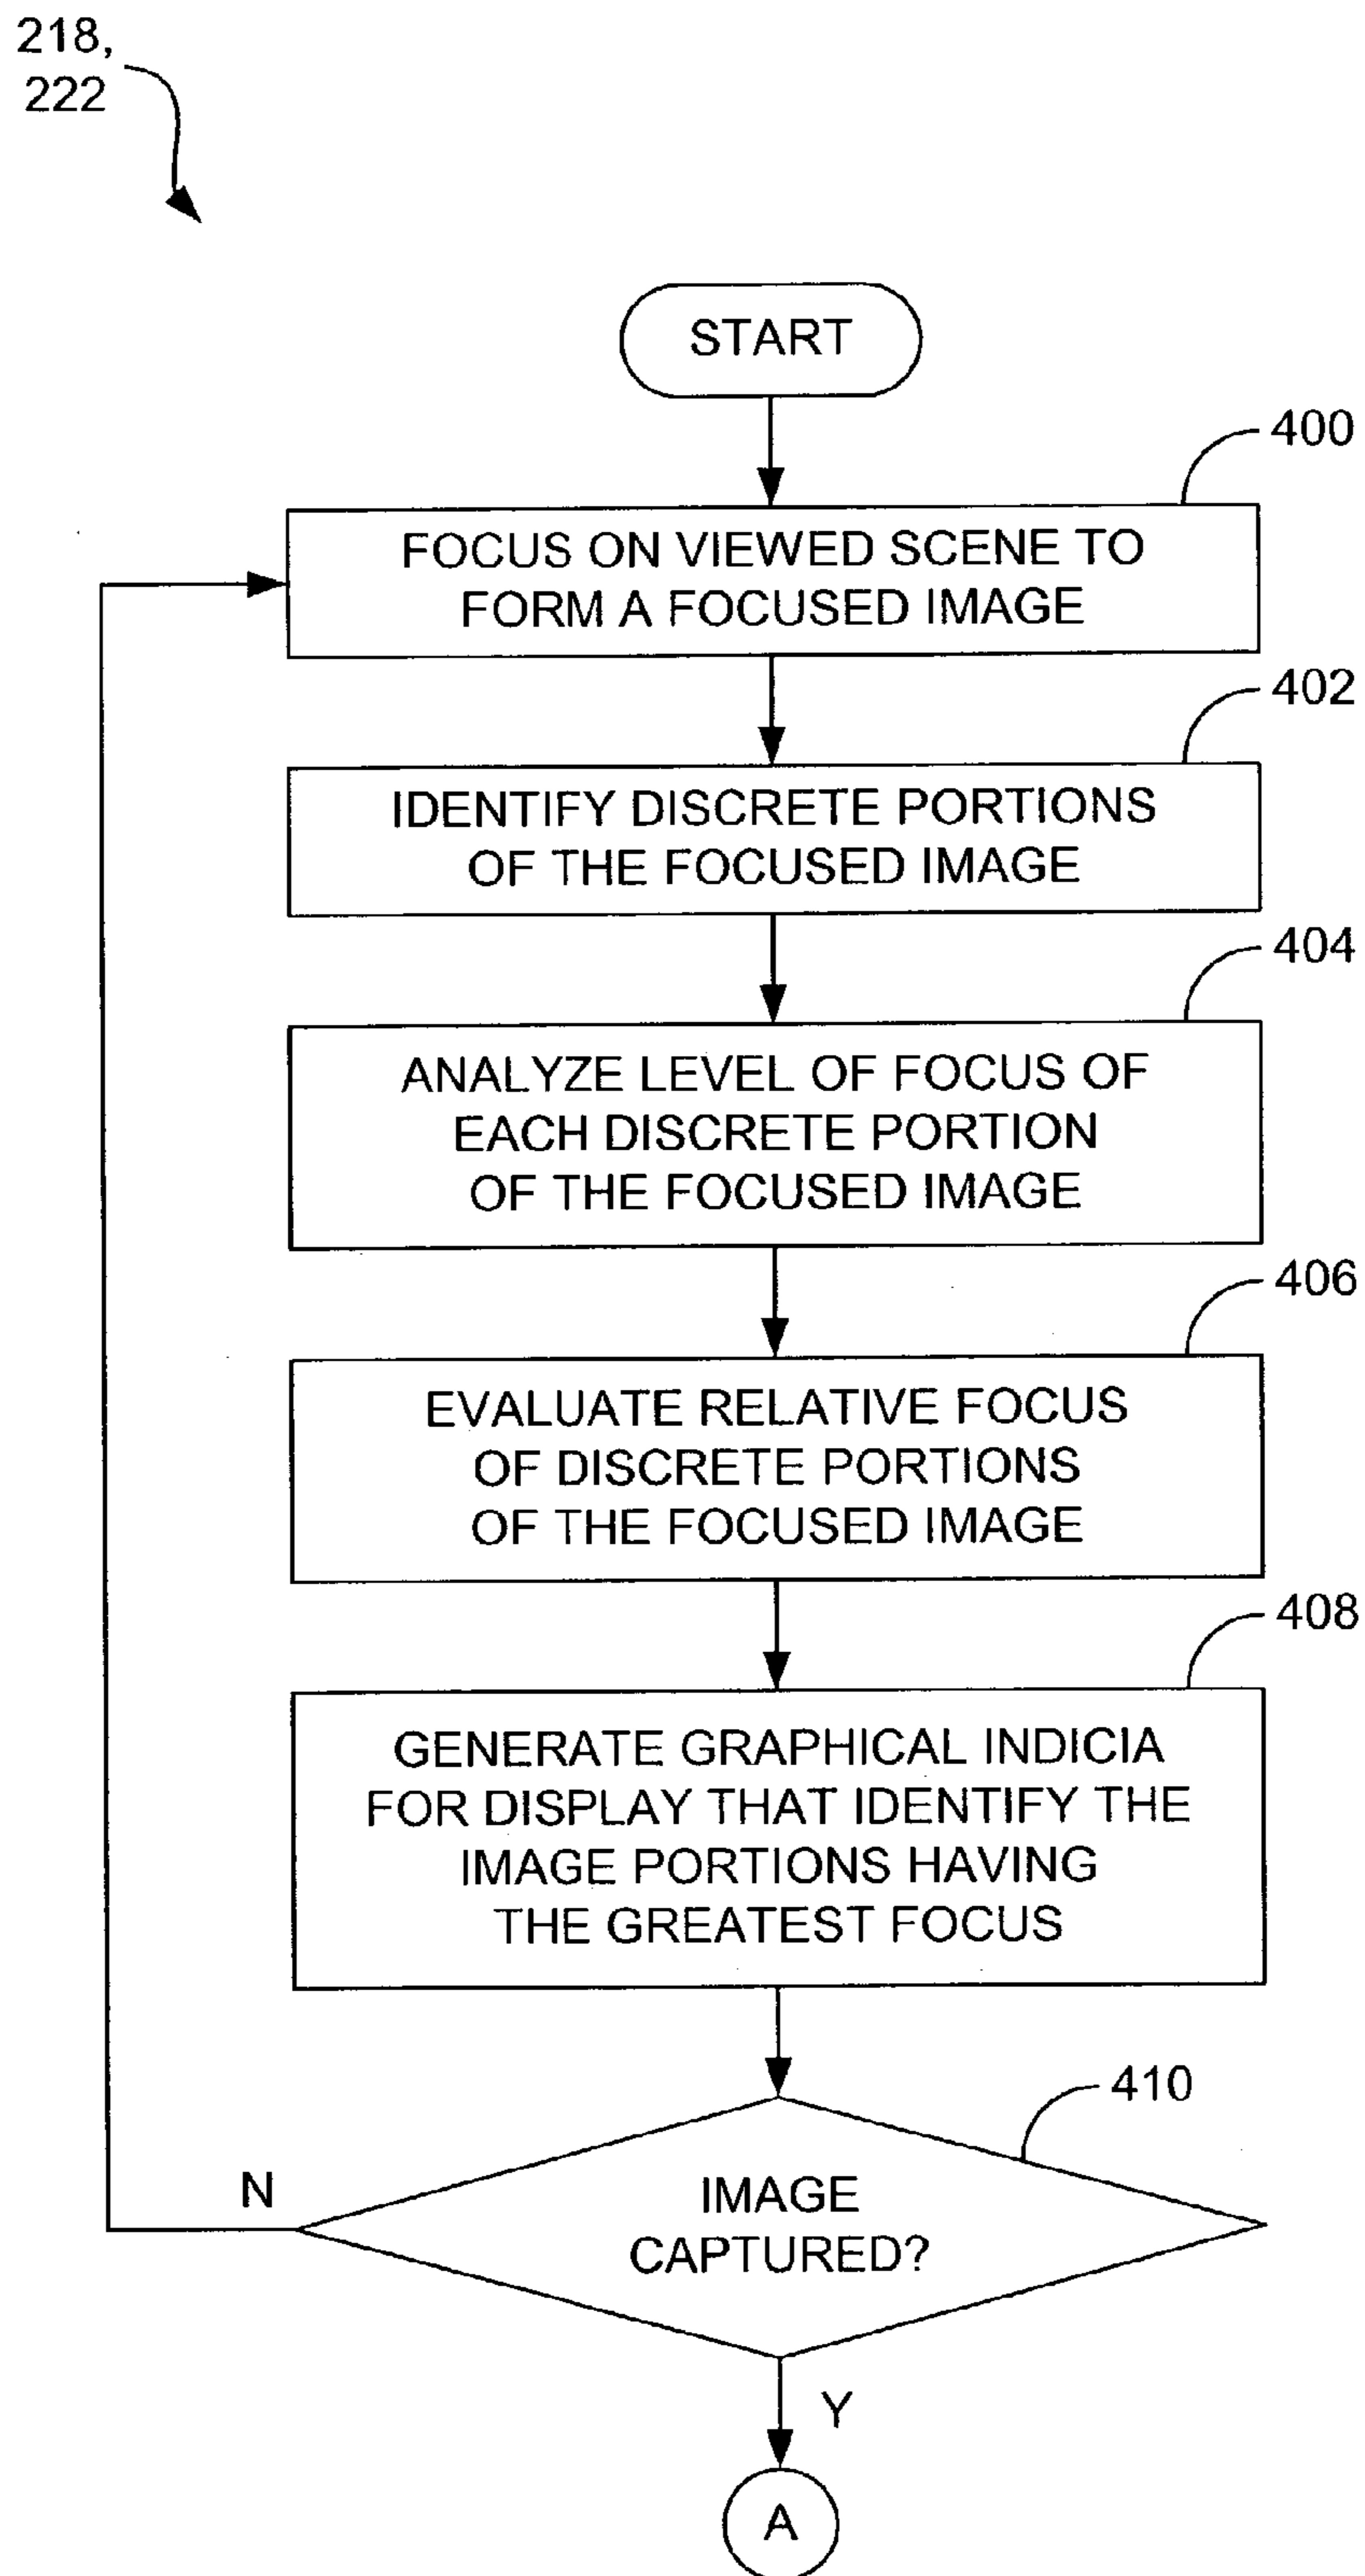 218,
222
START
400
FOCUS ON VIEWED SCENE TO
FORM A FOCUSED IMAGE
402
IDENTIFY DISCRETE PORTIONS
OF THE FOCUSED IMAGE
404
ANALYZE LEVEL OF FOCUS OF
EACH DISCRETE PORTION
OF THE FOCUSED IMAGE
406
EVALUATE RELATIVE FOCUS
OF DISCRETE PORTIONS
OF THE FOCUSED IMAGE
408
GENERATE GRAPHICAL INDICIA
FOR DISPLAY THAT IDENTIFY THE
IMAGE PORTIONS HAVING
THE GREATEST FOCUS
410
N
IMAGE
CAPTURED?
Y
A